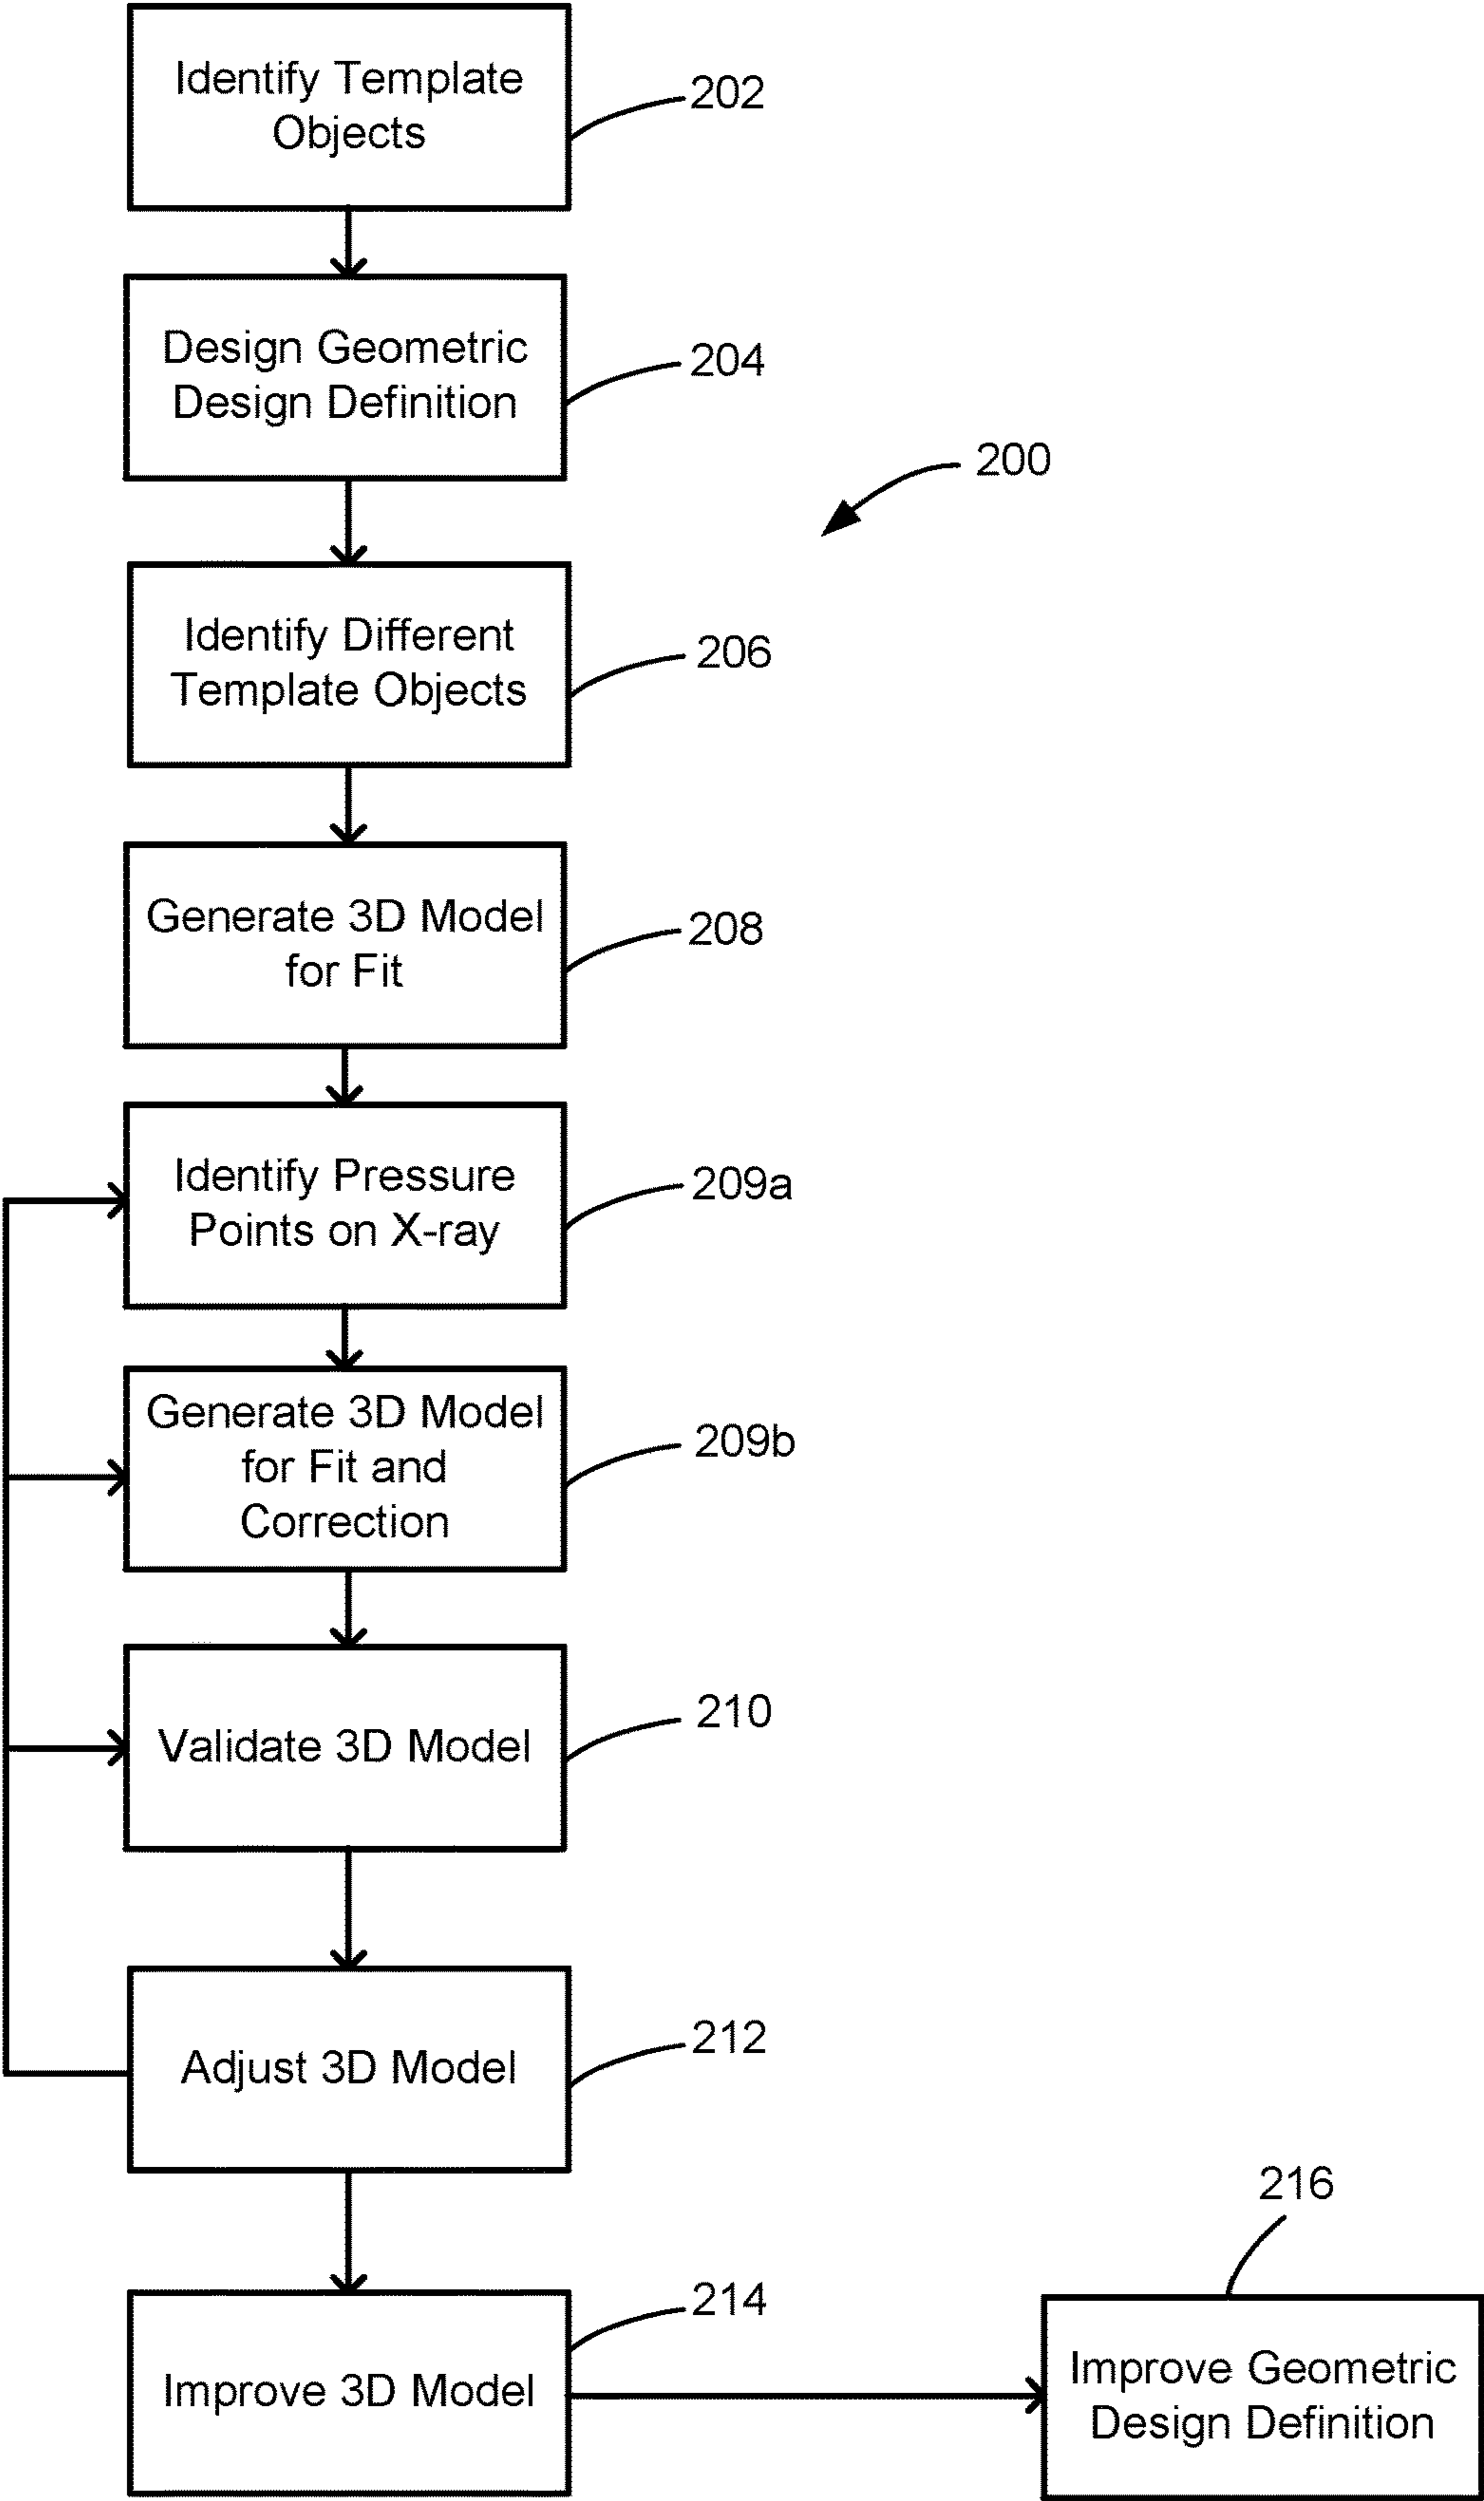 Identify Template
Objects
202
Design Geometric
Design Definition
204
200
Identify Different
Template Objects
206
Generate 3D Model
for Fit
208
Identify Pressure
Points on X-ray
209a
Generate 3D Model
for Fit and
Correction
209b
Validate 3D Model
210
Adjust 3D Model
212
Improve 3D Model
214
216
Improve Geometric
Design Definition